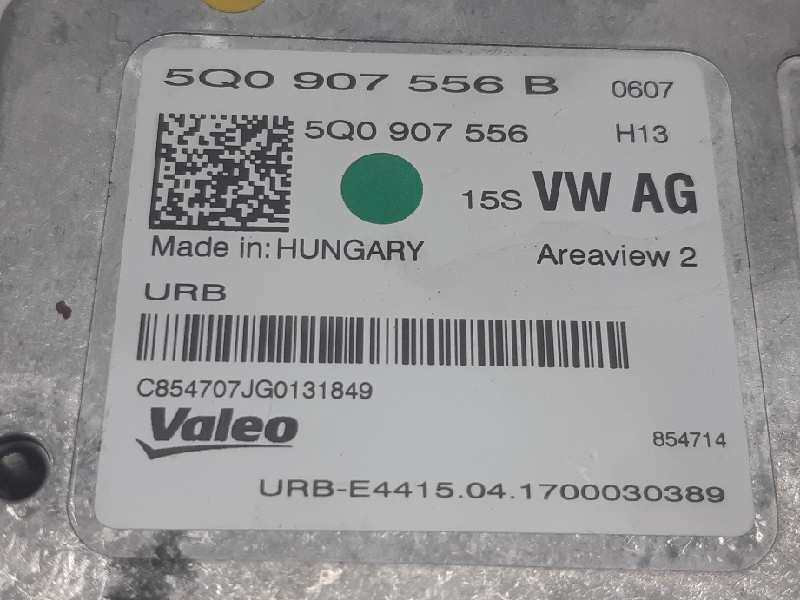 5Q0 907 556 B 0607
5Q0 907 556 H13
15S VW AG
Made in: HUNGARY Areaview 2
URB
C854707JG0131849
Valeo 854714
URB-E4415.04.1700030389